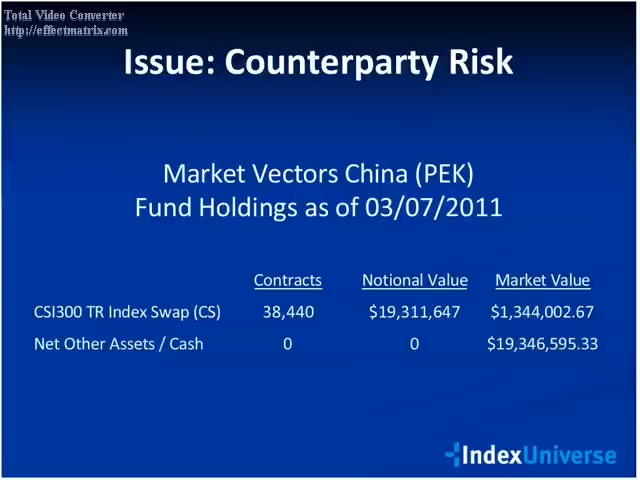 Total Video Converter
http://effectmatrix.com
Issue: Counterparty Risk
Market Vectors China (PEK)
Fund Holdings as of 03/07/2011
Contracts Notional Value Market Value
CSI300 TR Index Swap (CS) 38,440 $19,311,647 $1,344,002.67
Net Other Assets / Cash 0 0 $19,346,595.33
IndexUniverse